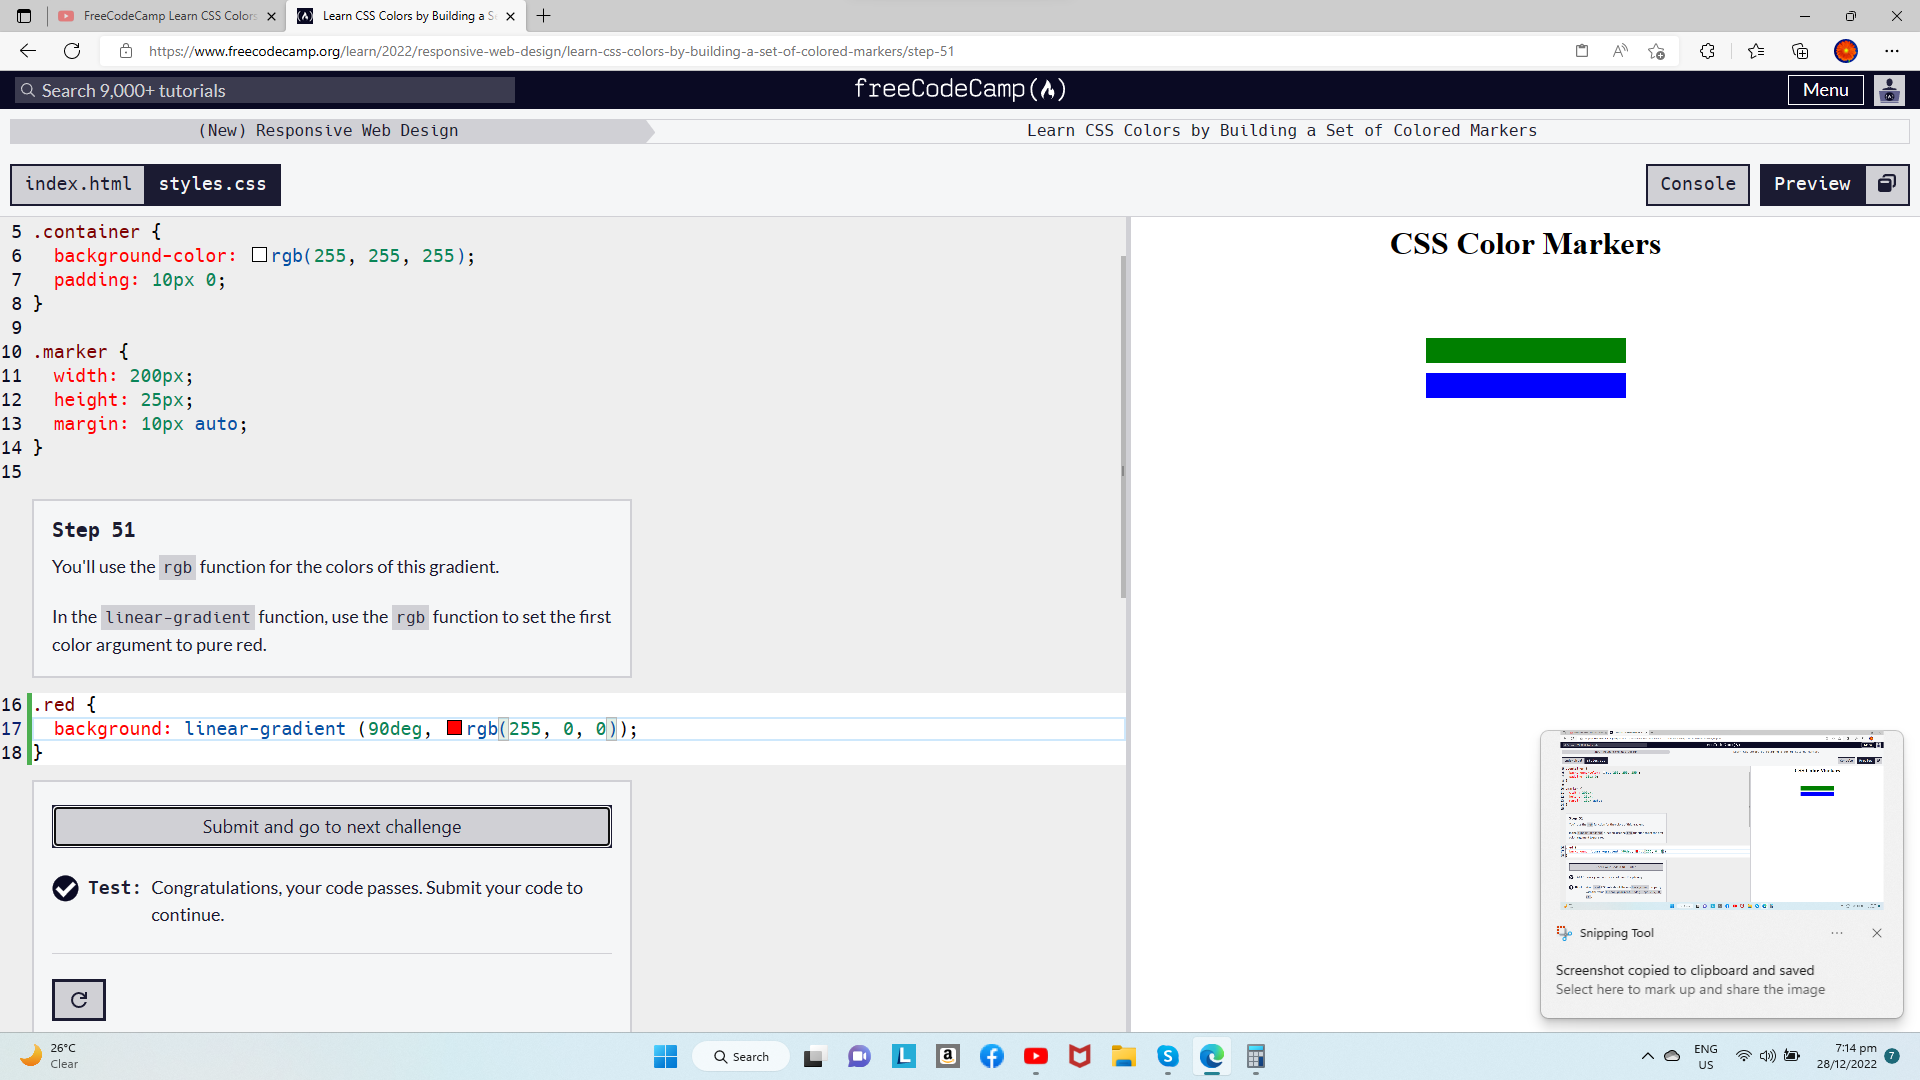 FreeCodeCamp Learn CSS Colors
Learn CSS Colors by Building a Se
https://www.freecodecamp.org/learn/2022/responsive-web-design/learn-css-colors-by-building-a-set-of-colored-markers/step-51
Search 9,000+ tutorials
freeCodeCamp
Menu
(New) Responsive Web Design
Learn CSS Colors by Building a Set of Colored Markers
index.html
styles.css
Console
Preview
5 .container {
6 background-color: rgb(255, 255, 255);
7 padding: 10px 0;
8 }
9
10 .marker {
11 width: 200px;
12 height: 25px;
13 margin: 10px auto;
14 }
15
Step 51
You'll use the rgb function for the colors of this gradient.
In the linear-gradient function, use the rgb function to set the first
color argument to pure red.
16 .red {
17 background: linear-gradient (90deg, rgb(255, 0, 0));
18 }
Submit and go to next challenge
Test: Congratulations, your code passes. Submit your code to
continue.
CSS Color Markers
Snipping Tool
Screenshot copied to clipboard and saved
Select here to mark up and share the image
26°C
Clear
Search
ENG
US
7:14 pm
28/12/2022
7